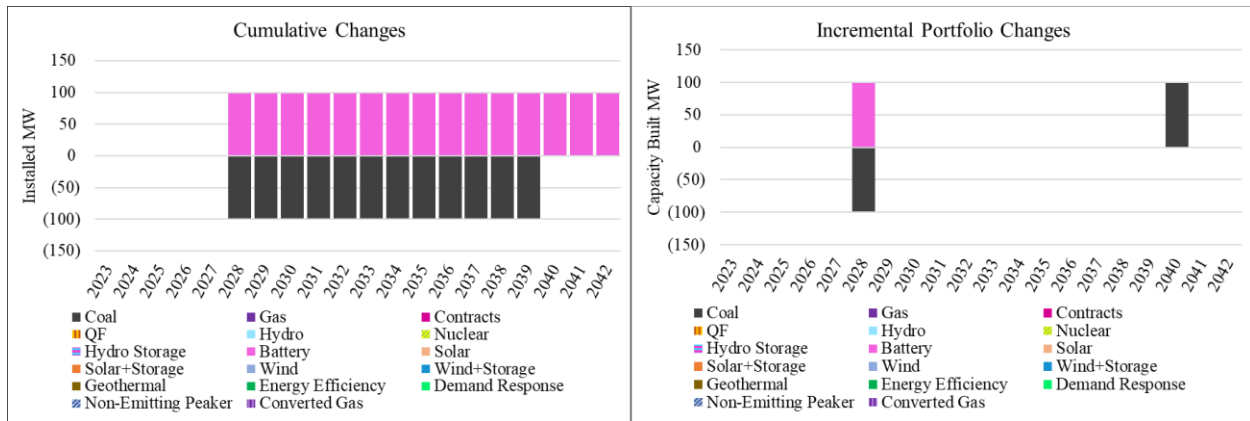 Cumulative Changes
Installed MW
150
100
50
0
(50)
(100)
(150)
2023 2024 2025 2026 2027 2028 2029 2030 2031 2032 2033 2034 2035 2036 2037 2038 2039 2040 2041 2042
Coal Gas Contracts
QF Hydro Nuclear
Hydro Storage Battery Solar
Solar+Storage Wind Wind+Storage
Geothermal Energy Efficiency Demand Response
Non-Emitting Peaker Converted Gas
Incremental Portfolio Changes
Capacity Built MW
150
100
50
0
(50)
(100)
(150)
2023 2024 2025 2026 2027 2028 2029 2030 2031 2032 2033 2034 2035 2036 2037 2038 2039 2040 2041 2042
Coal Gas Contracts
QF Hydro Nuclear
Hydro Storage Battery Solar
Solar+Storage Wind Wind+Storage
Geothermal Energy Efficiency Demand Response
Non-Emitting Peaker Converted Gas